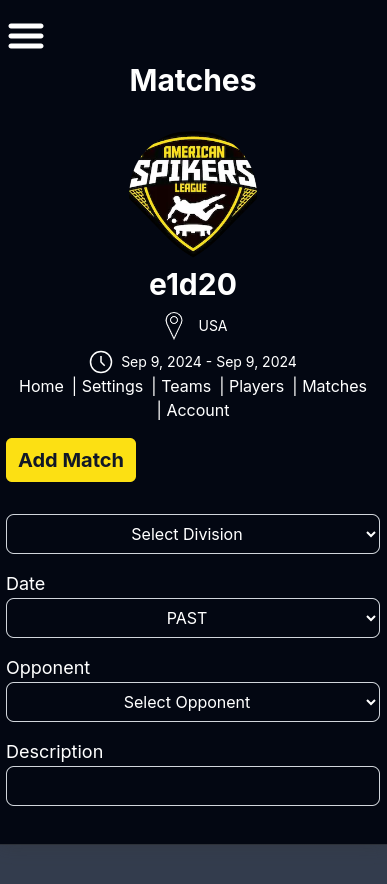 Matches
AMERICAN
SPIKERS
LEAGUE
e1d20
USA
Sep 9, 2024 - Sep 9, 2024
Home | Settings | Teams | Players | Matches
| Account
Add Match
Select Division
Date
PAST
Opponent
Select Opponent
Description